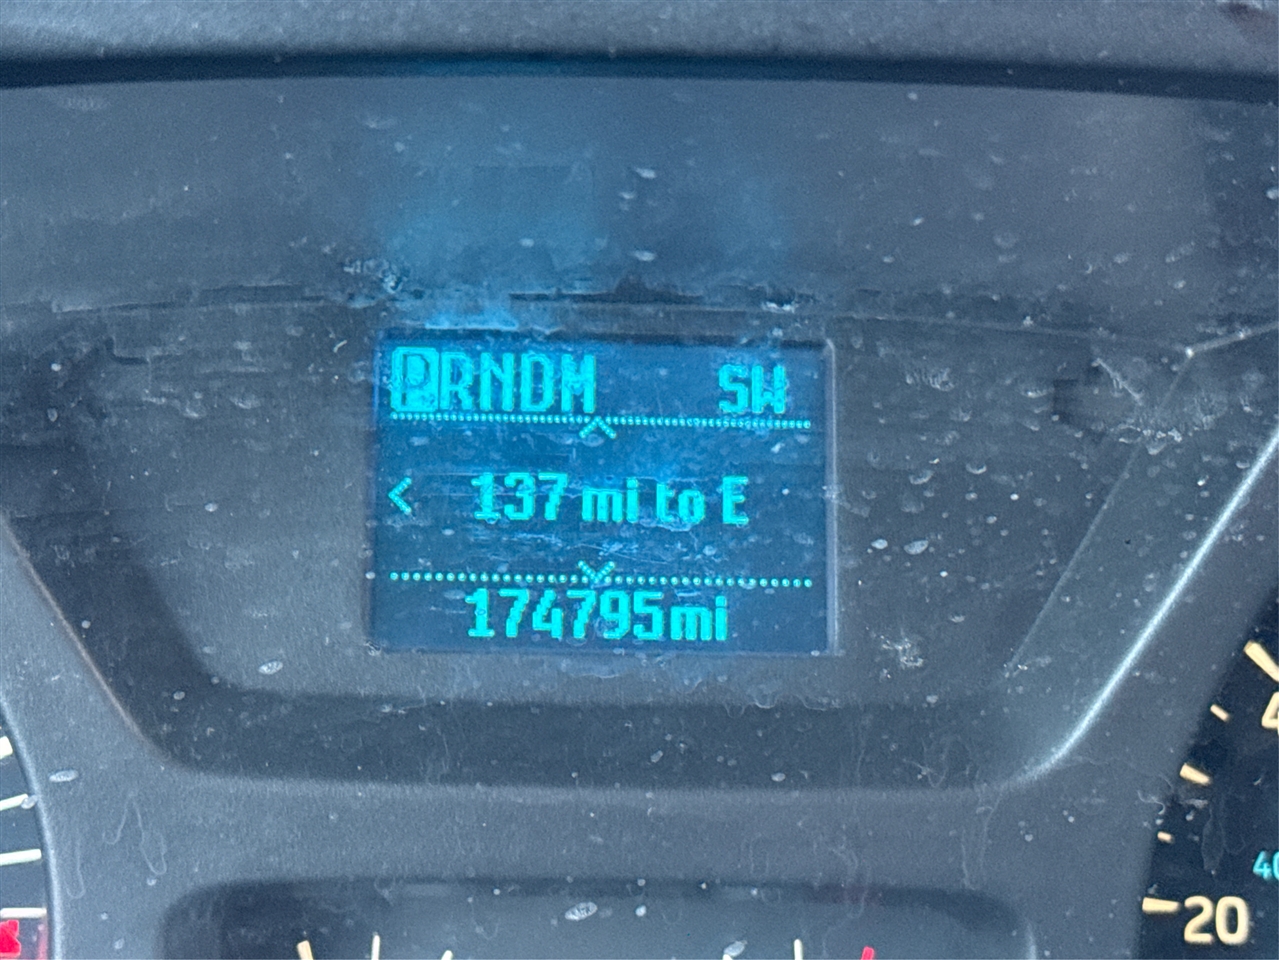 PRNDM SW
< 137 mi to E
174795mi
20